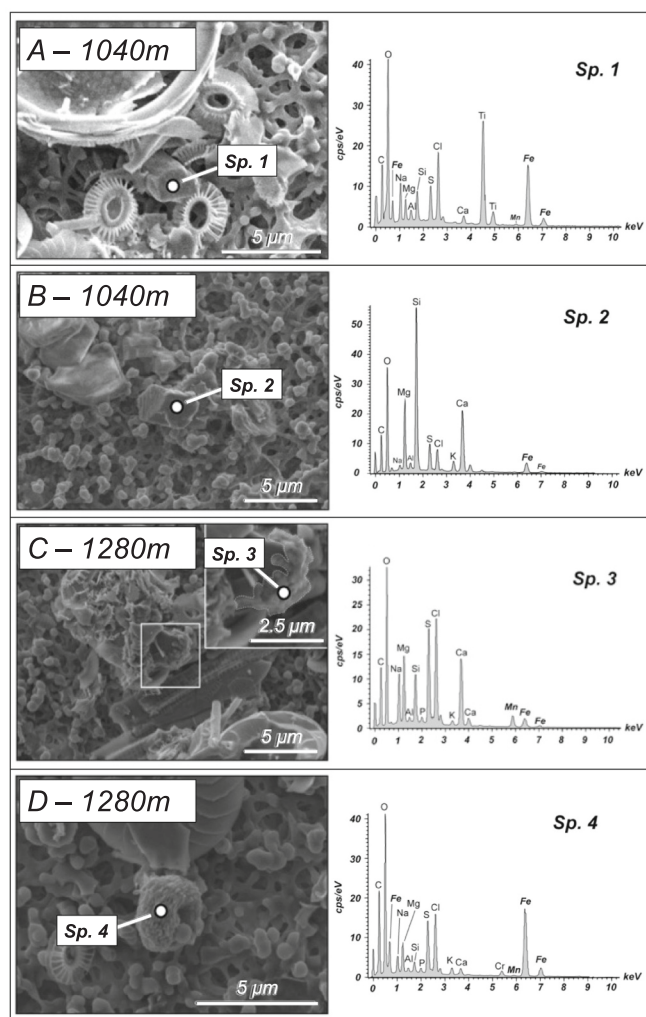 A – 1040m
Sp. 1
5 µm
Sp. 1
cps/eV
40
30
20
10
0
C
O
Fe
Na
Mg
Al
Si
S
Cl
Ca
Ti
Ti
Mn
Fe
Fe
0 1 2 3 4 5 6 7 8 9 10
keV
B – 1040m
Sp. 2
5 µm
Sp. 2
cps/eV
50
40
30
20
10
0
C
O
Na
Mg
Al
Si
S
Cl
K
Ca
Fe
Fe
0 1 2 3 4 5 6 7 8 9 10
keV
C – 1280m
Sp. 3
2.5 µm
5 µm
Sp. 3
cps/eV
30
25
20
15
10
5
0
C
O
Na
Mg
Al
Si
P
S
Cl
K
Ca
Ca
Mn
Fe
Fe
0 1 2 3 4 5 6 7 8 9 10
keV
D – 1280m
Sp. 4
5 µm
Sp. 4
cps/eV
40
30
20
10
0
C
O
Fe
Na
Mg
Al
Si
P
S
Cl
K
Ca
Cr
Mn
Fe
Fe
0 1 2 3 4 5 6 7 8 9 10
keV